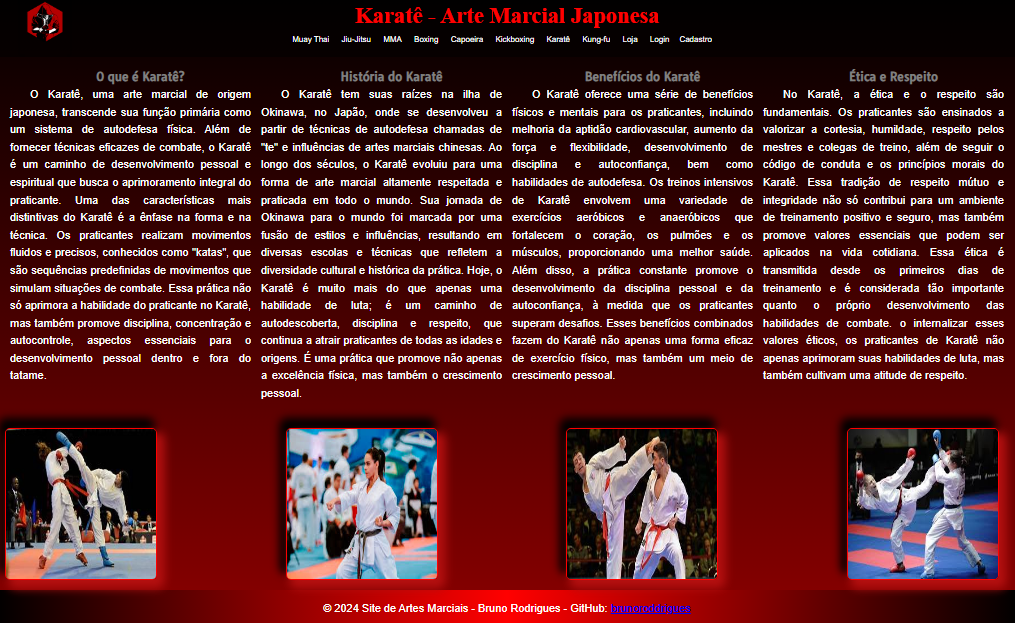 Karatê - Arte Marcial Japonesa
Muay Thai Jiu-Jitsu MMA Boxing Capoeira Kickboxing Karatê Kung-fu Loja Login Cadastro
O que é Karatê?
O Karatê, uma arte marcial de origem
japonesa, transcende sua função primária como
um sistema de autodefesa física. Além de
fornecer técnicas eficazes de combate, o Karatê
é um caminho de desenvolvimento pessoal e
espiritual que busca o aprimoramento integral do
praticante. Uma das características mais
distintivas do Karatê é a ênfase na forma e na
técnica. Os praticantes realizam movimentos
fluidos e precisos, conhecidos como "katas", que
são sequências predefinidas de movimentos que
simulam situações de combate. Essa prática não
só aprimora a habilidade do praticante no Karatê,
mas também promove disciplina, concentração e
autocontrole, aspectos essenciais para o
desenvolvimento pessoal dentro e fora do
tatame.
História do Karatê
O Karatê tem suas raízes na ilha de
Okinawa, no Japão, onde se desenvolveu a
partir de técnicas de autodefesa chamadas de
"te" e influências de artes marciais chinesas. Ao
longo dos séculos, o Karatê evoluiu para uma
forma de arte marcial altamente respeitada e
praticada em todo o mundo. Sua jornada de
Okinawa para o mundo foi marcada por uma
fusão de estilos e influências, resultando em
diversas escolas e técnicas que refletem a
diversidade cultural e histórica da prática. Hoje, o
Karatê é muito mais do que apenas uma
habilidade de luta; é um caminho de
autodescoberta, disciplina e respeito, que
continua a atrair praticantes de todas as idades e
origens. É uma prática que promove não apenas
a excelência física, mas também o crescimento
pessoal.
Benefícios do Karatê
O Karatê oferece uma série de benefícios
físicos e mentais para os praticantes, incluindo
melhoria da aptidão cardiovascular, aumento da
força e flexibilidade, desenvolvimento de
disciplina e autoconfiança, bem como
habilidades de autodefesa. Os treinos intensivos
de Karatê envolvem uma variedade de
exercícios aeróbicos e anaeróbicos que
fortalecem o coração, os pulmões e os
músculos, proporcionando uma melhor saúde.
Além disso, a prática constante promove o
desenvolvimento da disciplina pessoal e da
autoconfiança, à medida que os praticantes
superam desafios. Esses benefícios combinados
fazem do Karatê não apenas uma forma eficaz
de exercício físico, mas também um meio de
crescimento pessoal.
Ética e Respeito
No Karatê, a ética e o respeito são
fundamentais. Os praticantes são ensinados a
valorizar a cortesia, humildade, respeito pelos
mestres e colegas de treino, além de seguir o
código de conduta e os princípios morais do
Karatê. Essa tradição de respeito mútuo e
integridade não só contribui para um ambiente
de treinamento positivo e seguro, mas também
promove valores essenciais que podem ser
aplicados na vida cotidiana. Essa ética é
transmitida desde os primeiros dias de
treinamento e é considerada tão importante
quanto o próprio desenvolvimento das
habilidades de combate. o internalizar esses
valores éticos, os praticantes de Karatê não
apenas aprimoram suas habilidades de luta, mas
também cultivam uma atitude de respeito.
© 2024 Site de Artes Marciais - Bruno Rodrigues - GitHub: brunorodrigues